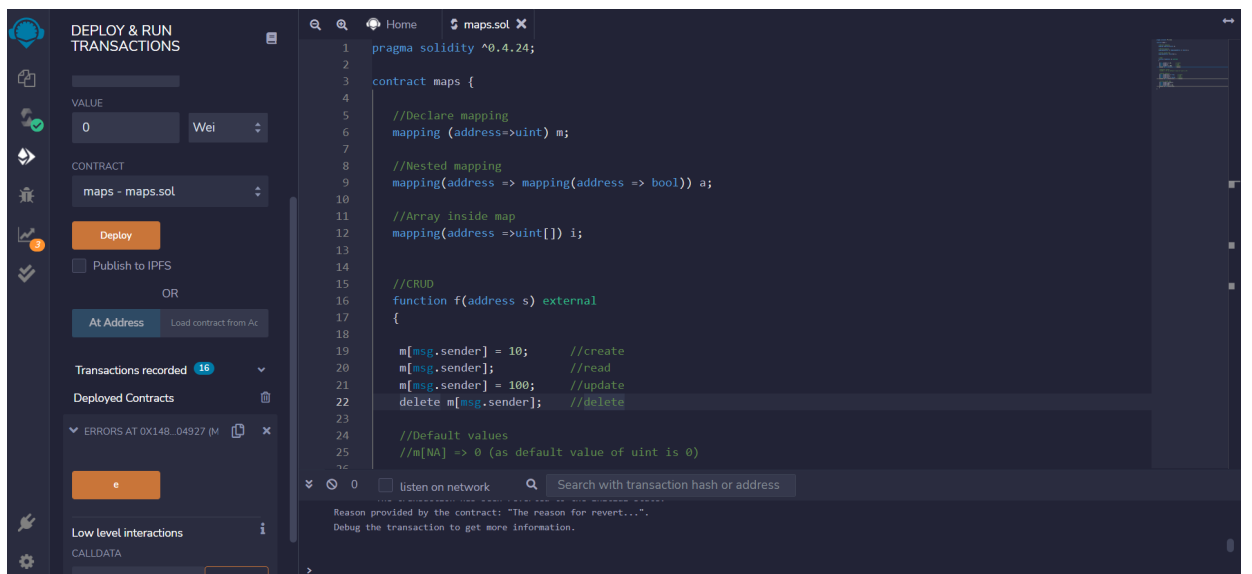 DEPLOY & RUN
TRANSACTIONS
VALUE
0 Wei
CONTRACT
maps - maps.sol
Deploy
Publish to IPFS
OR
At Address Load contract from Ac
Transactions recorded 16
Deployed Contracts
ERRORS AT 0X148...04927 (M
e
Low level interactions i
CALLDATA
3
Home maps.sol
1 pragma solidity ^0.4.24;
2
3 contract maps {
4
5 //Declare mapping
6 mapping (address=>uint) m;
7
8 //Nested mapping
9 mapping(address => mapping(address => bool)) a;
10
11 //Array inside map
12 mapping(address =>uint[]) i;
13
14
15 //CRUD
16 function f(address s) external
17 {
18
19 m[msg.sender] = 10; //create
20 m[msg.sender]; //read
21 m[msg.sender] = 100; //update
22 delete m[msg.sender]; //delete
23
24 //Default values
25 //m[NA] => 0 (as default value of uint is 0)
0 listen on network Search with transaction hash or address
Reason provided by the contract: "The reason for revert...".
Debug the transaction to get more information.
>